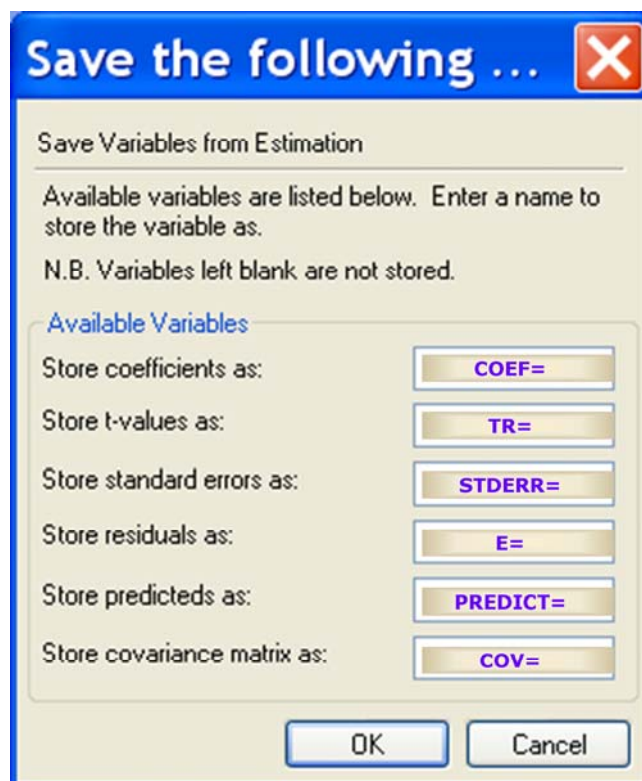 Save the following ...
Save Variables from Estimation
Available variables are listed below. Enter a name to
store the variable as.
N.B. Variables left blank are not stored.
Available Variables
Store coefficients as: COEF=
Store t-values as: TR=
Store standard errors as: STDERR=
Store residuals as: E=
Store predicteds as: PREDICT=
Store covariance matrix as: COV=
OK Cancel